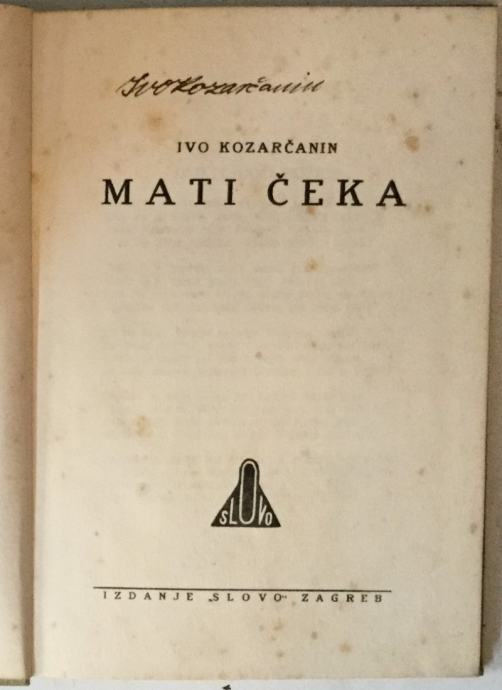 Ivo Kozarčanin
IVO KOZARČANIN
MATI ČEKA
SLOVO
IZDANJE „SLOVO“ ZAGREB